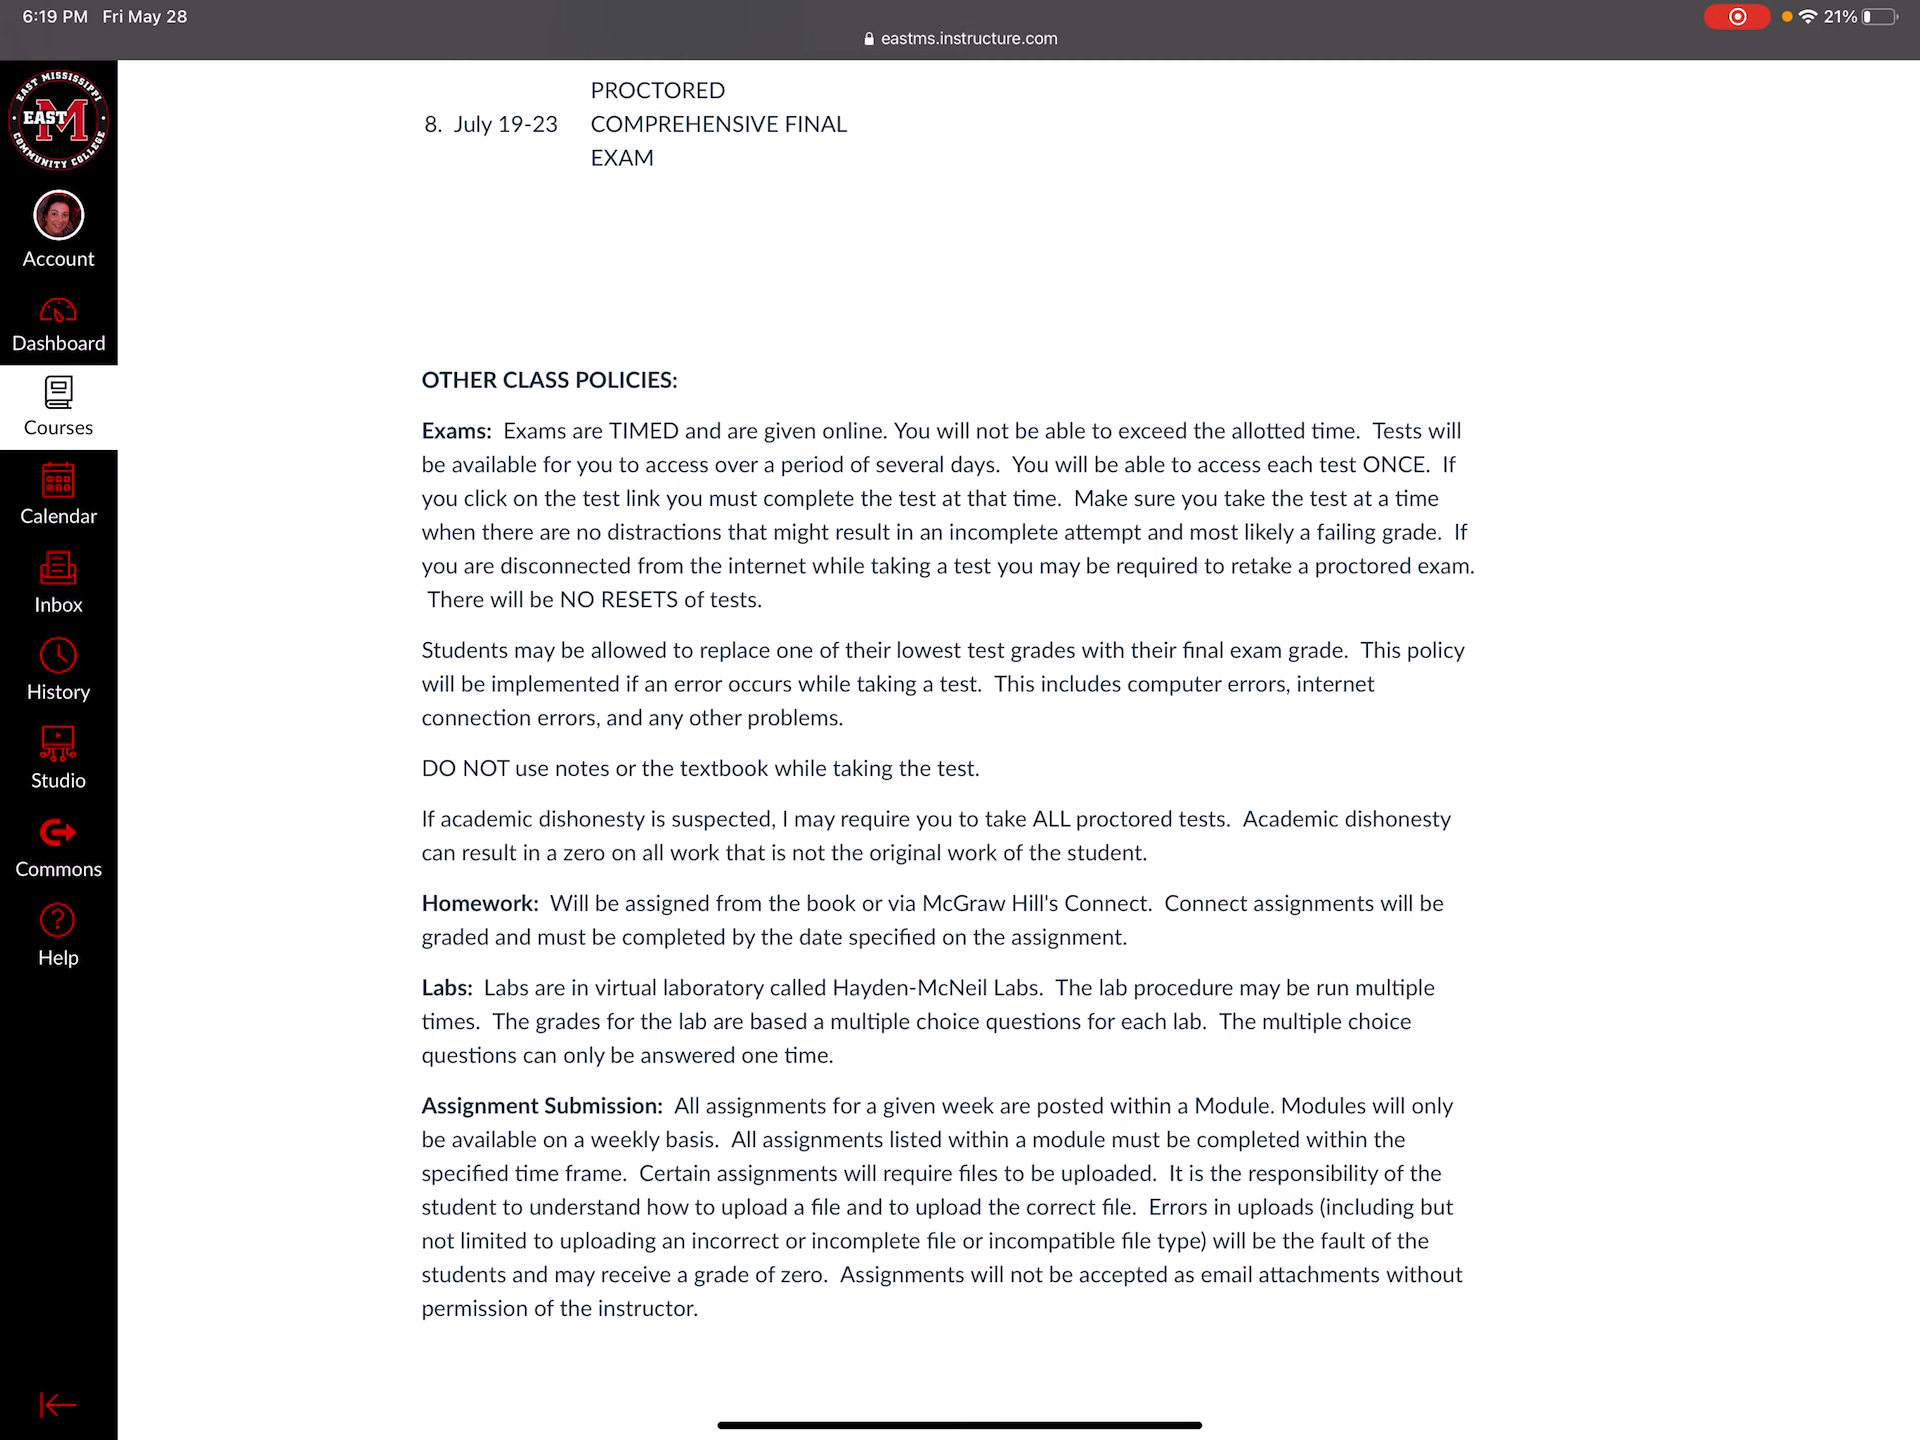 6:19 PM Fri May 28
21%
eastms.instructure.com
EAST MISSISSIPPI
EAST M
COMMUNITY COLLEGE
Account
Dashboard
Courses
Calendar
Inbox
History
Studio
Commons
Help
PROCTORED
8. July 19-23 COMPREHENSIVE FINAL
EXAM
OTHER CLASS POLICIES:
Exams: Exams are TIMED and are given online. You will not be able to exceed the allotted time. Tests will
be available for you to access over a period of several days. You will be able to access each test ONCE. If
you click on the test link you must complete the test at that time. Make sure you take the test at a time
when there are no distractions that might result in an incomplete attempt and most likely a failing grade. If
you are disconnected from the internet while taking a test you may be required to retake a proctored exam.
There will be NO RESETS of tests.
Students may be allowed to replace one of their lowest test grades with their final exam grade. This policy
will be implemented if an error occurs while taking a test. This includes computer errors, internet
connection errors, and any other problems.
DO NOT use notes or the textbook while taking the test.
If academic dishonesty is suspected, I may require you to take ALL proctored tests. Academic dishonesty
can result in a zero on all work that is not the original work of the student.
Homework: Will be assigned from the book or via McGraw Hill's Connect. Connect assignments will be
graded and must be completed by the date specified on the assignment.
Labs: Labs are in virtual laboratory called Hayden-McNeil Labs. The lab procedure may be run multiple
times. The grades for the lab are based a multiple choice questions for each lab. The multiple choice
questions can only be answered one time.
Assignment Submission: All assignments for a given week are posted within a Module. Modules will only
be available on a weekly basis. All assignments listed within a module must be completed within the
specified time frame. Certain assignments will require files to be uploaded. It is the responsibility of the
student to understand how to upload a file and to upload the correct file. Errors in uploads (including but
not limited to uploading an incorrect or incomplete file or incompatible file type) will be the fault of the
students and may receive a grade of zero. Assignments will not be accepted as email attachments without
permission of the instructor.